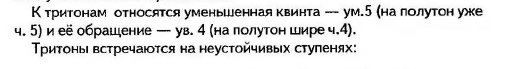 К тритонам относятся уменьшенная квинта — ум.5 (на полутон уже
ч. 5) и её обращение — ув. 4 (на полутон шире ч.4).
Тритоны встречаются на неустойчивых ступенях: